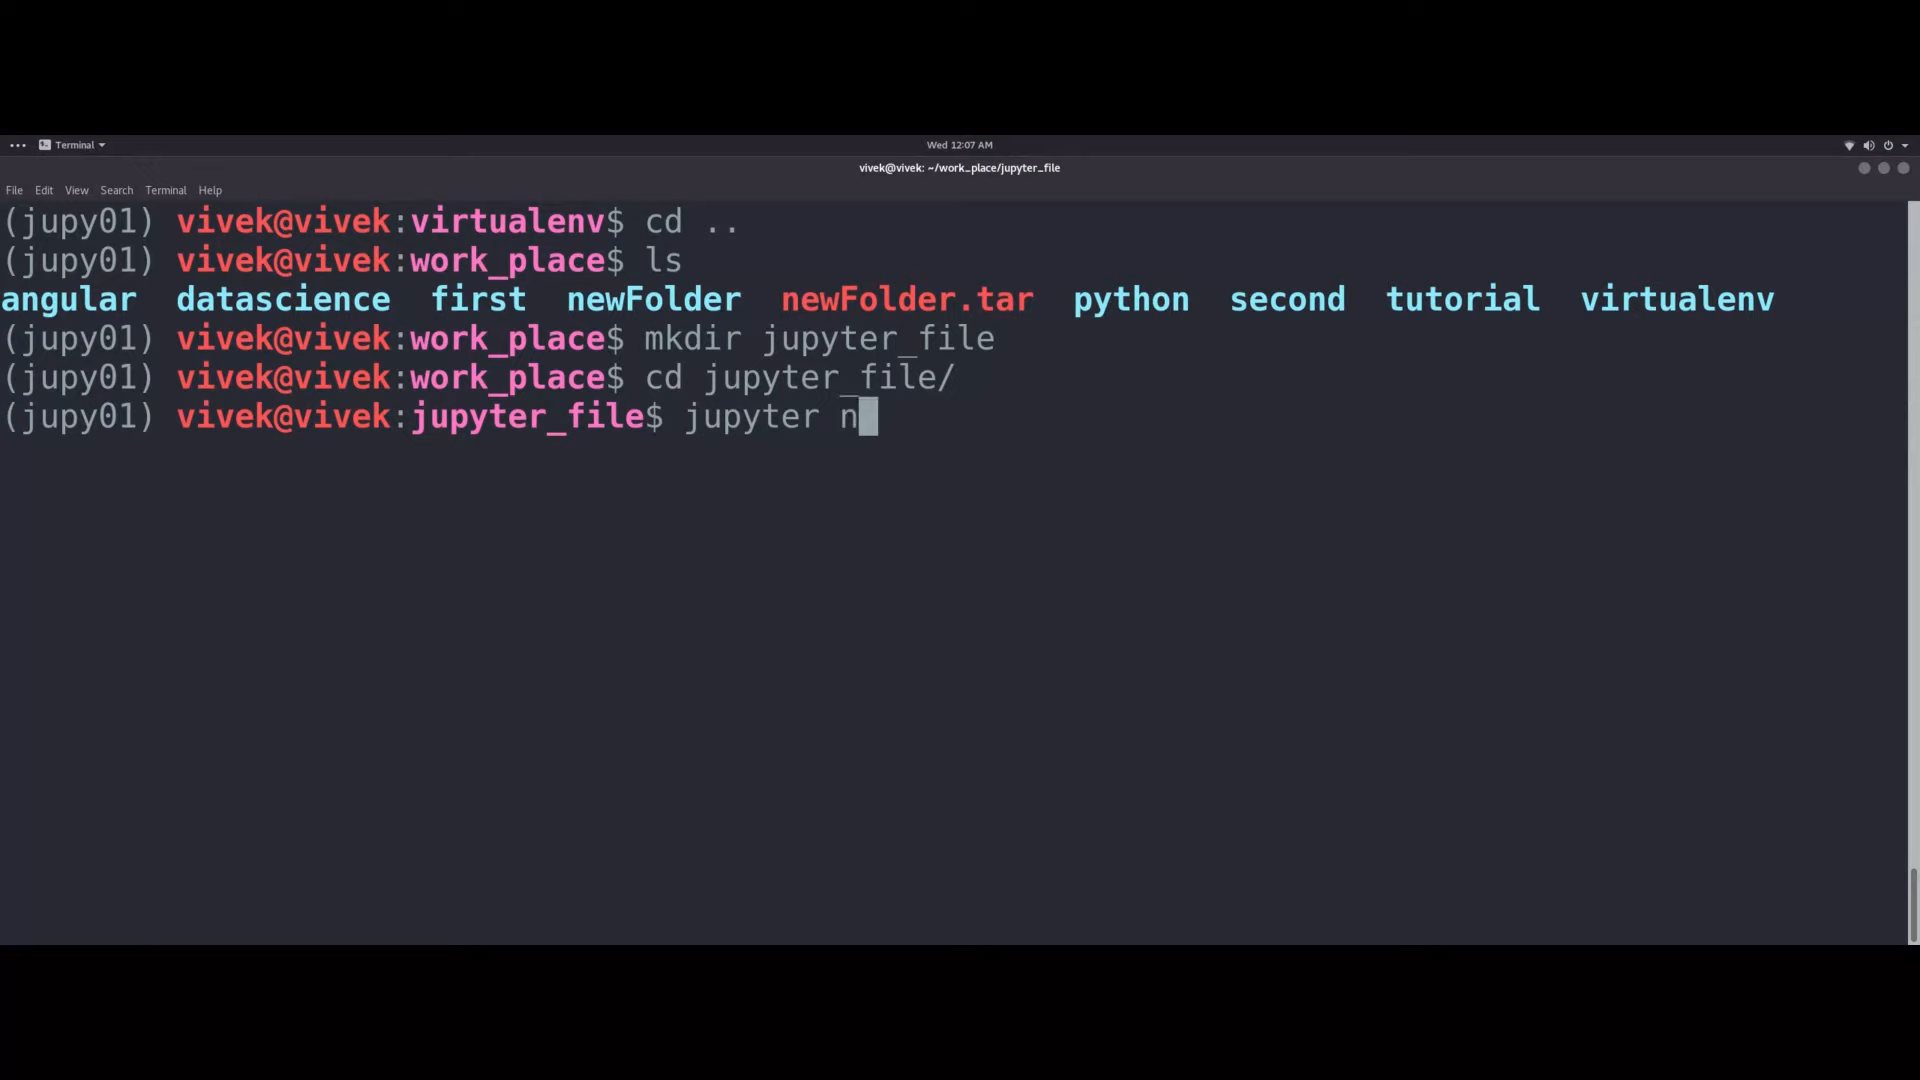 Terminal
Wed 12:07 AM
vivek@vivek: ~/work_place/jupyter_file
File Edit View Search Terminal Help
(jupy01) vivek@vivek:virtualenv$ cd ..
(jupy01) vivek@vivek:work_place$ ls
angular datascience first newFolder newFolder.tar python second tutorial virtualenv
(jupy01) vivek@vivek:work_place$ mkdir jupyter_file
(jupy01) vivek@vivek:work_place$ cd jupyter_file/
(jupy01) vivek@vivek:jupyter_file$ jupyter n